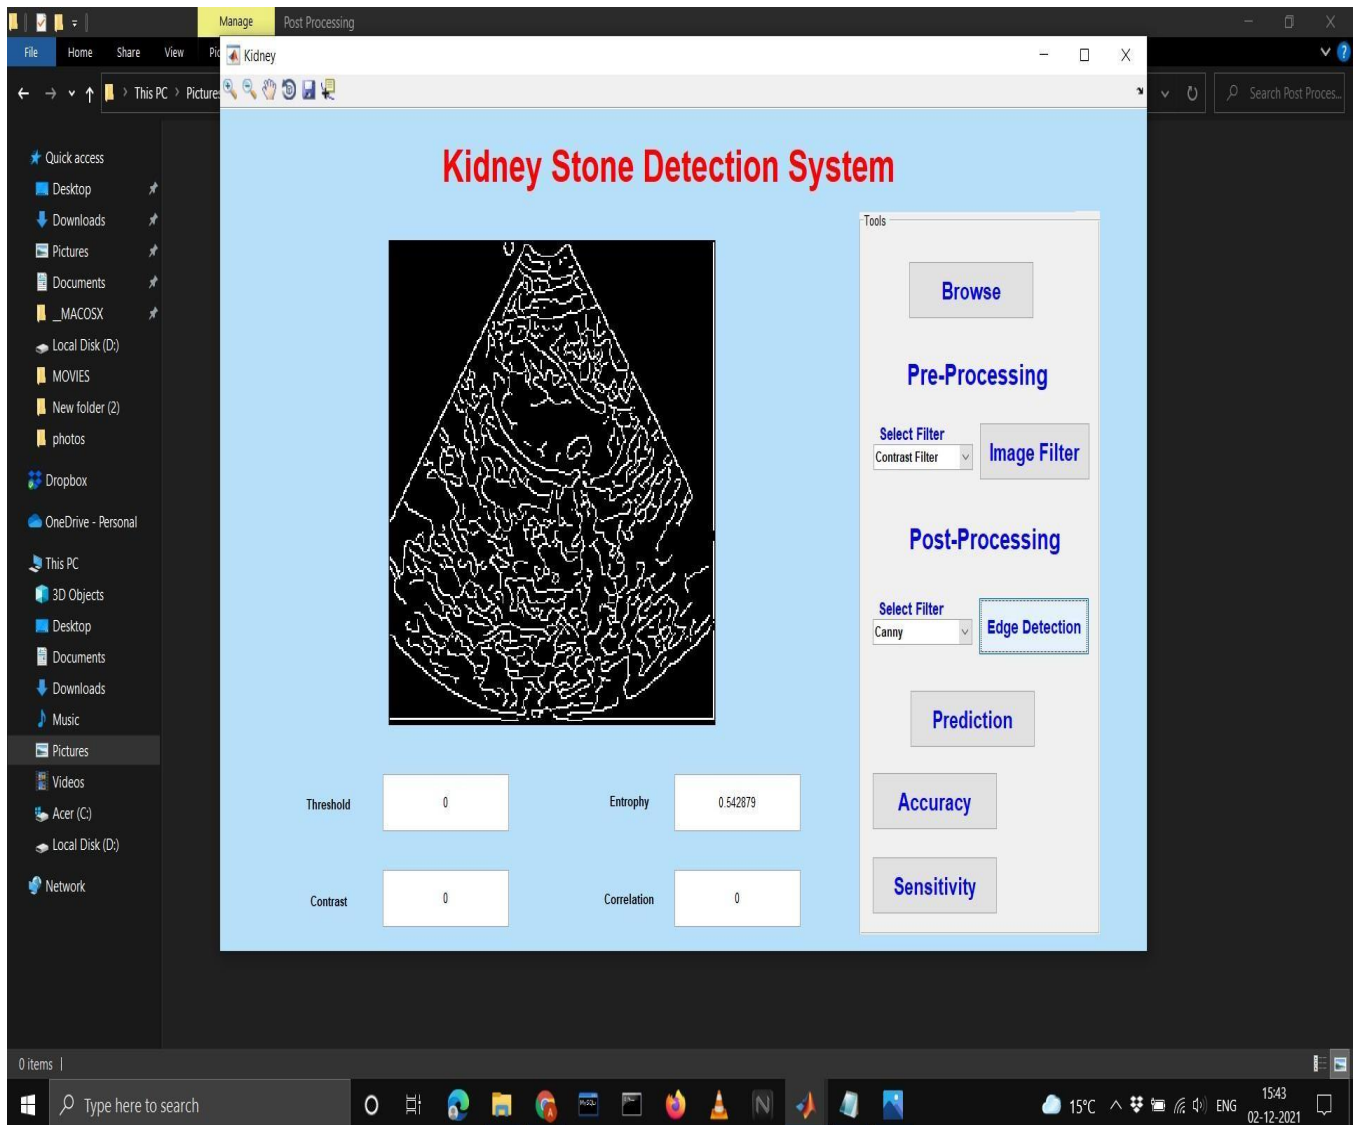 Manage Post Processing
File Home Share View Pic
Kidney
This PC Pictures
Search Post Proces...
Kidney Stone Detection System
Quick access
Desktop
Downloads
Pictures
Documents
__MACOSX
Local Disk (D:)
MOVIES
New folder (2)
photos
Dropbox
OneDrive - Personal
This PC
3D Objects
Desktop
Documents
Downloads
Music
Pictures
Videos
Acer (C:)
Local Disk (D:)
Network
Tools
Browse
Pre-Processing
Select Filter
Contrast Filter
Image Filter
Post-Processing
Select Filter
Canny
Edge Detection
Prediction
Accuracy
Sensitivity
Threshold 0 Entrophy 0.542879
Contrast 0 Correlation 0
0 items
Type here to search
15°C ENG
15:43
02-12-2021